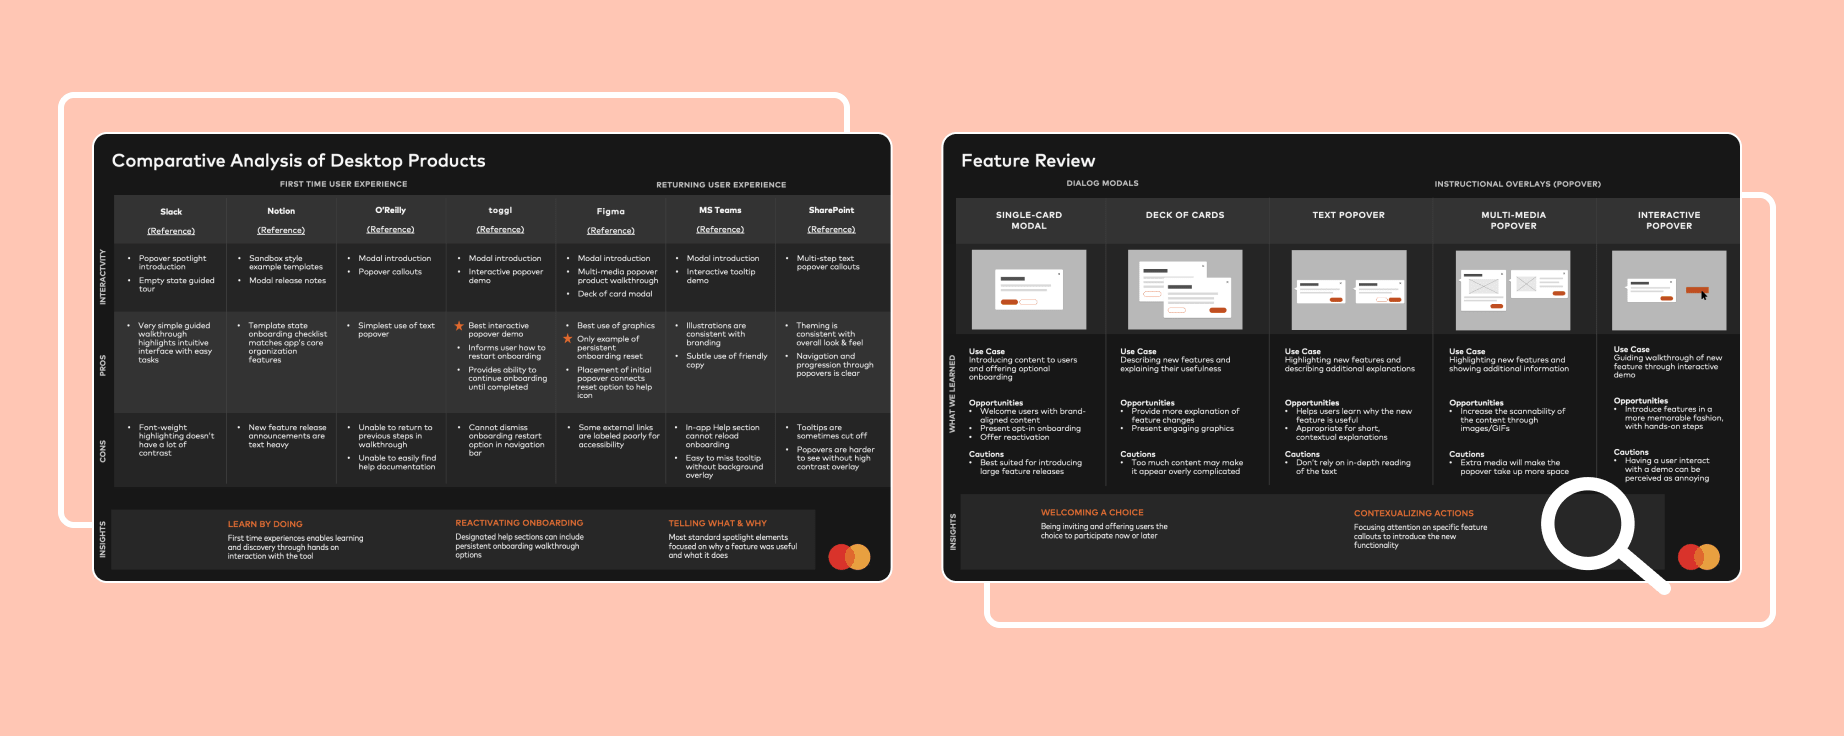 Comparative Analysis of Desktop Products
FIRST TIME USER EXPERIENCE
RETURNING USER EXPERIENCE
Slack
(Reference)
Notion
(Reference)
O'Reilly
(Reference)
toggl
(Reference)
Figma
(Reference)
MS Teams
(Reference)
SharePoint
(Reference)
INTERACTIVITY
• Popover spotlight
introduction
• Empty state guided
tour
• Sandbox style
example templates
• Modal release notes
• Modal introduction
• Popover callouts
• Modal introduction
• Interactive popover
demo
• Modal introduction
• Multi-media popover
product walkthrough
• Deck of card modal
• Modal introduction
• Interactive tooltip
demo
• Multi-step text
popover callouts
PROS
• Very simple guided
walkthrough
highlights intuitive
interface with easy
tasks
• Template state
onboarding checklist
matches app's core
organization
features
• Simplest use of text
popover
Best interactive
popover demo
• Informs user how to
restart onboarding
• Provides ability to
continue onboarding
until completed
• Best use of graphics
Only example of
persistent
onboarding reset
• Placement of initial
popover connects
reset option to help
icon
• Illustrations are
consistent with
branding
• Subtle use of friendly
copy
• Theming is
consistent with
overall look & feel
• Navigation and
progression through
popovers is clear
CONS
• Font-weight
highlighting doesn't
have a lot of
contrast
• New feature release
announcements are
text heavy
• Unable to return to
previous steps in
walkthrough
• Unable to easily find
help documentation
• Cannot dismiss
onboarding restart
option in navigation
bar
• Some external links
are labeled poorly for
accessibility
• In-app Help section
cannot reload
onboarding
• Easy to miss tooltip
without background
overlay
• Tooltips are
sometimes cut off
• Popovers are harder
to see without high
contrast overlay
INSIGHTS
LEARN BY DOING
First time experiences enables learning
and discovery through hands on
interaction with the tool
REACTIVATING ONBOARDING
Designated help sections can include
persistent onboarding walkthrough
options
TELLING WHAT & WHY
Most standard spotlight elements
focused on why a feature was useful
and what it does
Feature Review
DIALOG MODALS
INSTRUCTIONAL OVERLAYS (POPOVER)
SINGLE-CARD
MODAL
DECK OF CARDS
TEXT POPOVER
MULTI-MEDIA
POPOVER
INTERACTIVE
POPOVER
WHAT WE LEARNED
Use Case
Introducing content to users
and offering optional
onboarding
Opportunities
• Welcome users with brand-
aligned content
• Present opt-in onboarding
• Offer reactivation
Cautions
• Best suited for introducing
large feature releases
Use Case
Describing new features and
explaining their usefulness
Opportunities
• Provide more explanation of
feature changes
• Present engaging graphics
Cautions
• Too much content may make
it appear overly complicated
Use Case
Highlighting new features and
describing additional explanations
Opportunities
• Helps users learn why the new
feature is useful
• Appropriate for short,
contextual explanations
Cautions
• Don't rely on in-depth reading
of the text
Use Case
Highlighting new features and
showing additional information
Opportunities
• Increase the scannability of
the content through
images/GIFs
Cautions
• Extra media will make the
popover take up more space
Use Case
Guiding walkthrough of new
feature through interactive
demo
Opportunities
• Introduce features in a
more memorable fashion,
with hands-on steps
Cautions
• Having a user interact
with a demo can be
perceived as annoying
INSIGHTS
WELCOMING A CHOICE
Being inviting and offering users the
choice to participate now or later
CONTEXUALIZING ACTIONS
Focusing attention on specific feature
callouts to introduce the new
functionality